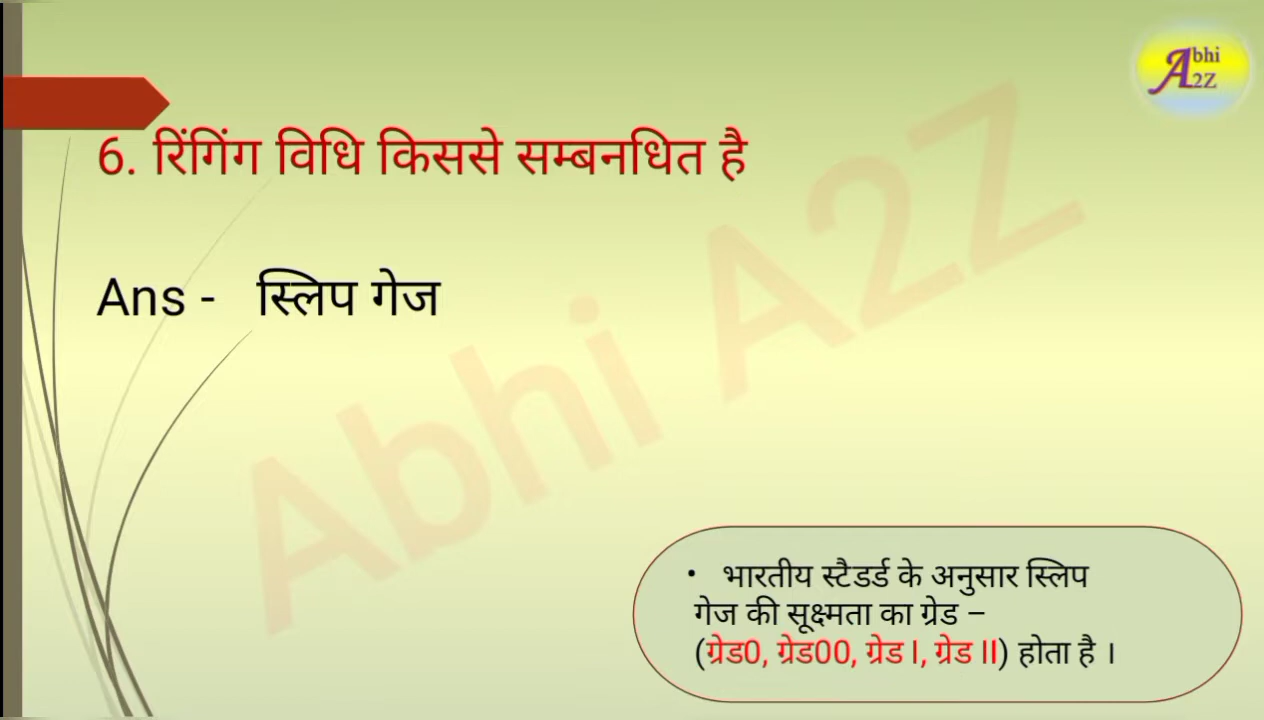 Abhi
A2Z
6. रिंगिंग विधि किससे सम्बनधित है
Ans - स्लिप गेज
Abhi A2Z
• भारतीय स्टैडर्ड के अनुसार स्लिप
गेज की सूक्ष्मता का ग्रेड –
(ग्रेड0, ग्रेड00, ग्रेड I, ग्रेड II) होता है ।